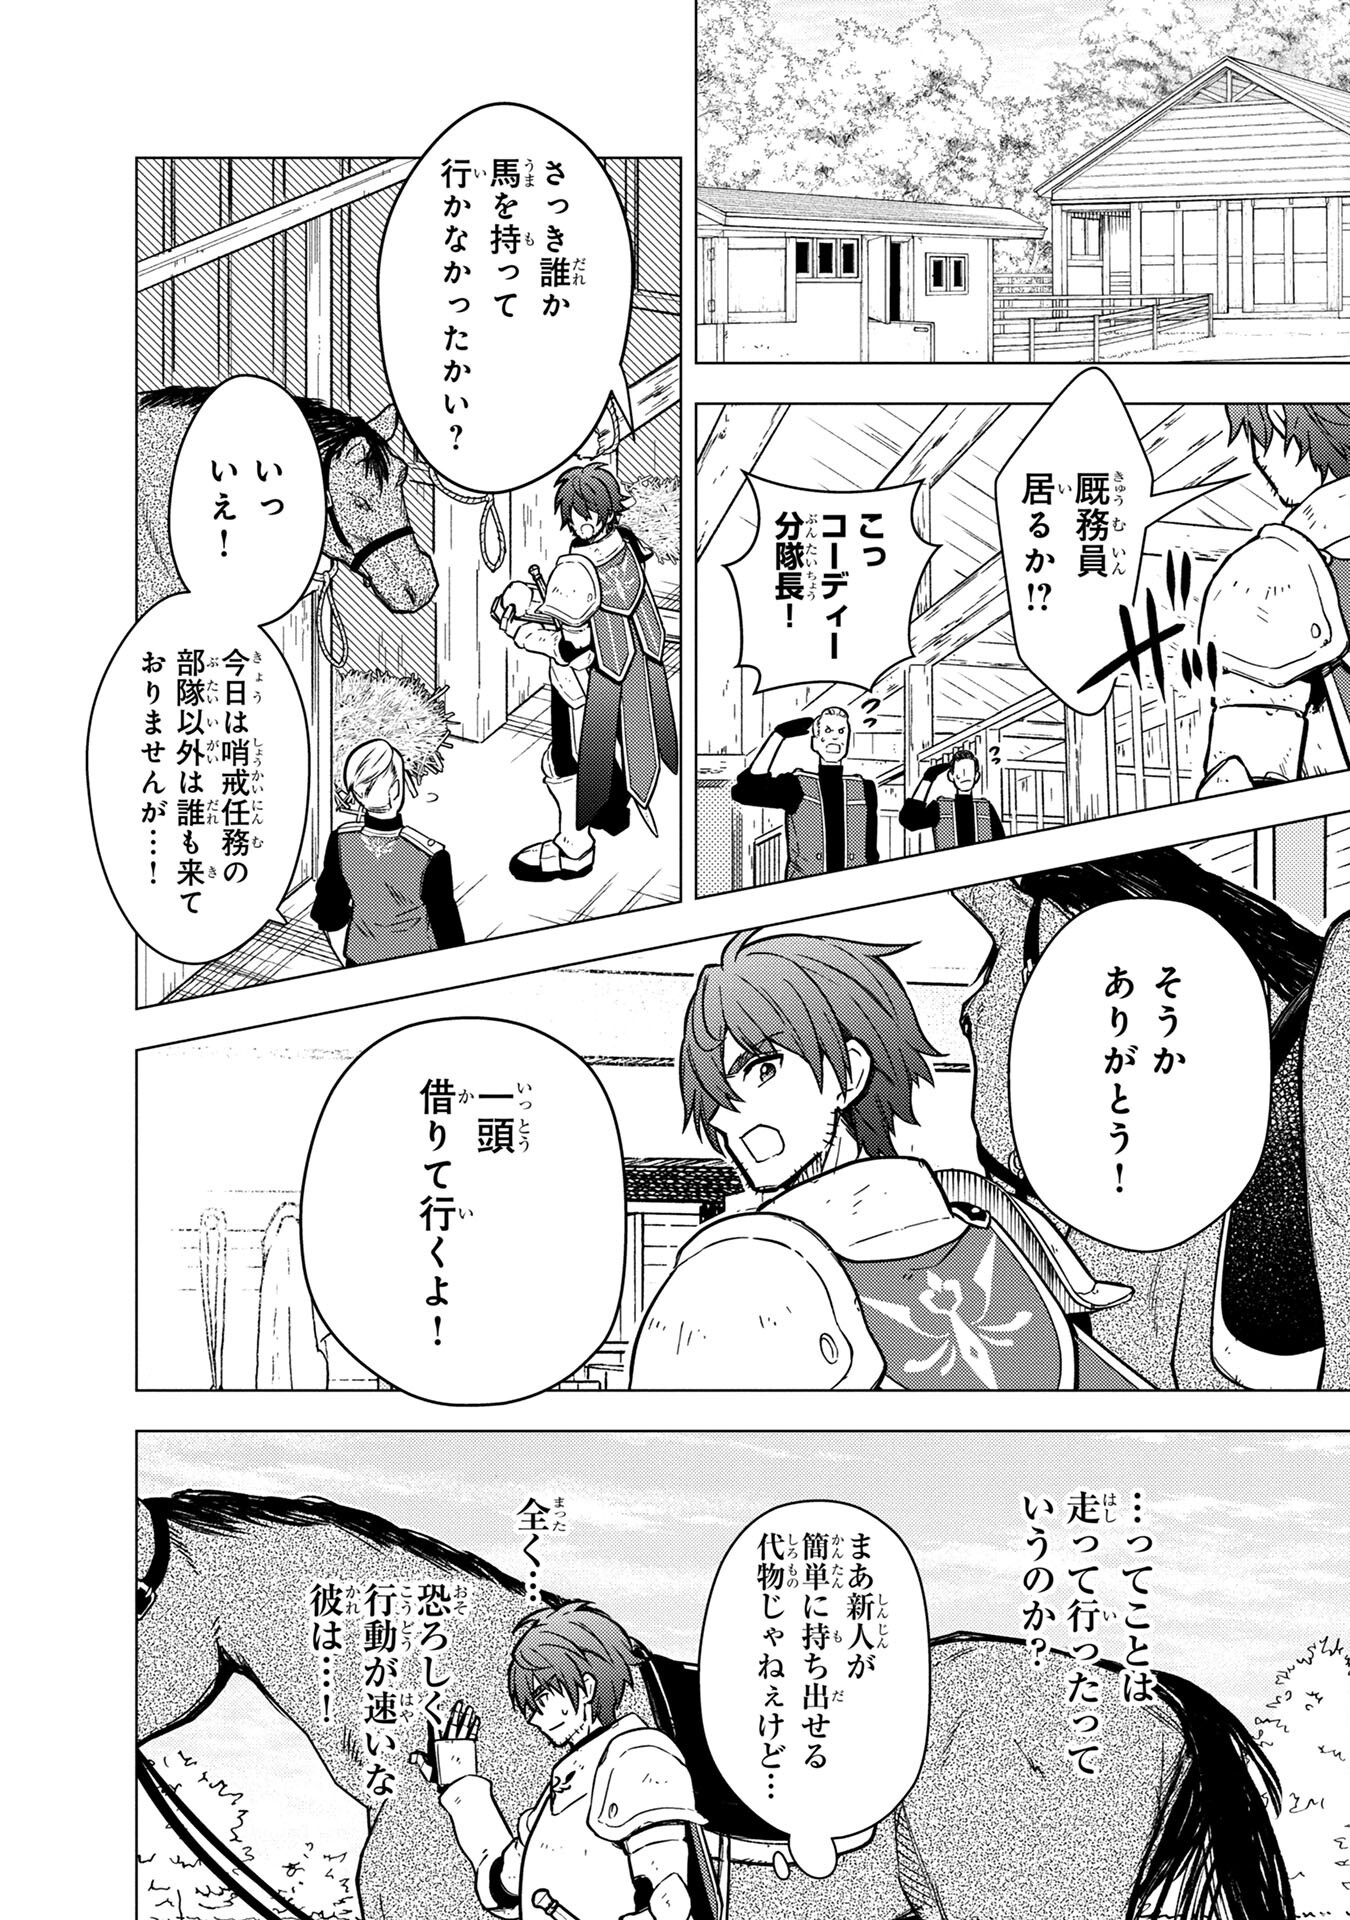 厩務員
居るか!?
バッ
こっ
コーディー
分隊長！
さっき誰か
馬を持って
行かなかったかい？
いっ
いえ！
今日は哨戒任務の
部隊以外は誰も来て
おりませんが…！
そうか
ありがとう！
一頭
借りて行くよ！
…ってことは
走って行ったって
いうのか？
まあ新人が
簡単に持ち出せる
代物じゃねぇけど…
全く…
恐ろしく
行動が速いな
彼は…！